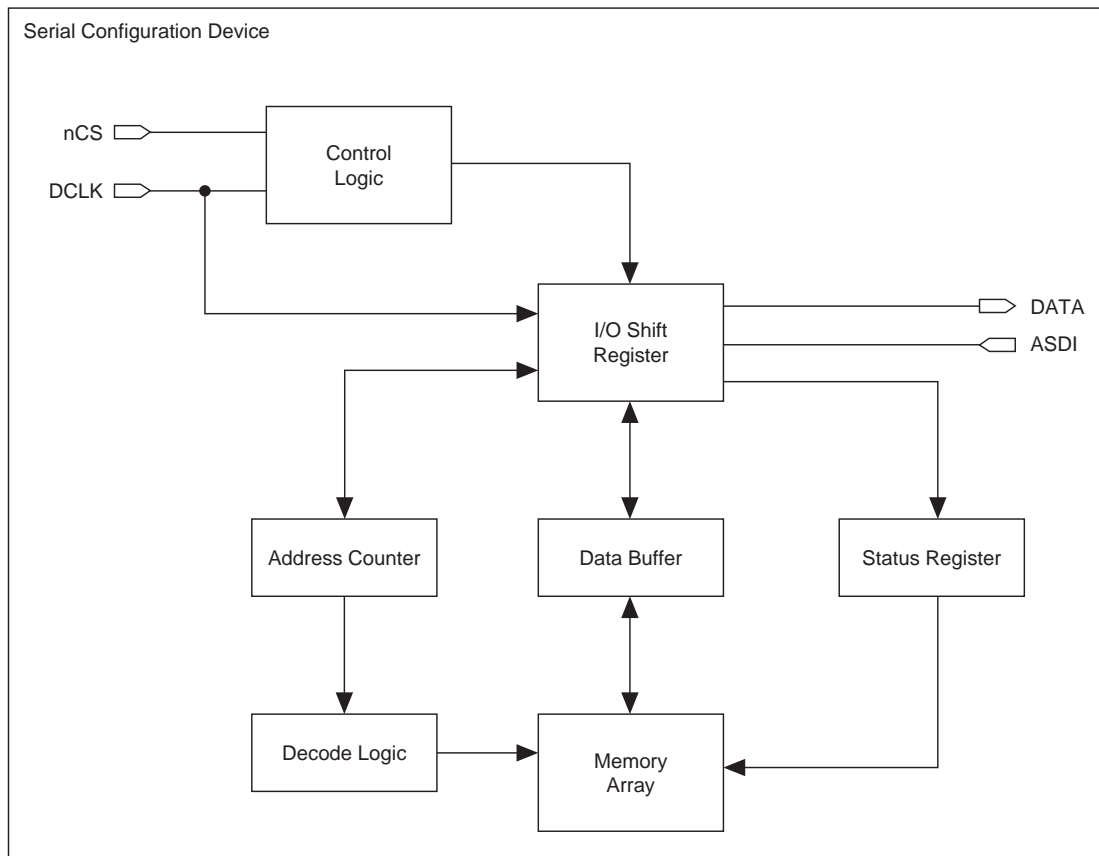 Serial Configuration Device
nCS
Control
Logic
DCLK
I/O Shift
Register
DATA
ASDI
Address Counter
Data Buffer
Status Register
Decode Logic
Memory
Array